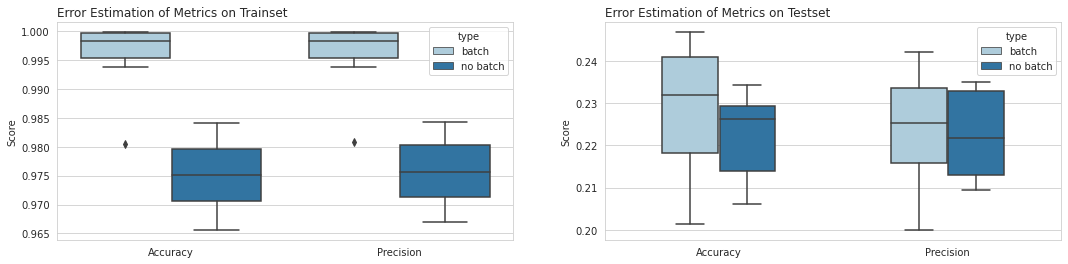 Error Estimation of Metrics on Trainset
type
batch
no batch
1.000
0.995
0.990
0.985
0.980
0.975
0.970
0.965
Score
Accuracy
Precision
Error Estimation of Metrics on Testset
type
batch
no batch
0.24
0.23
0.22
0.21
0.20
Score
Accuracy
Precision